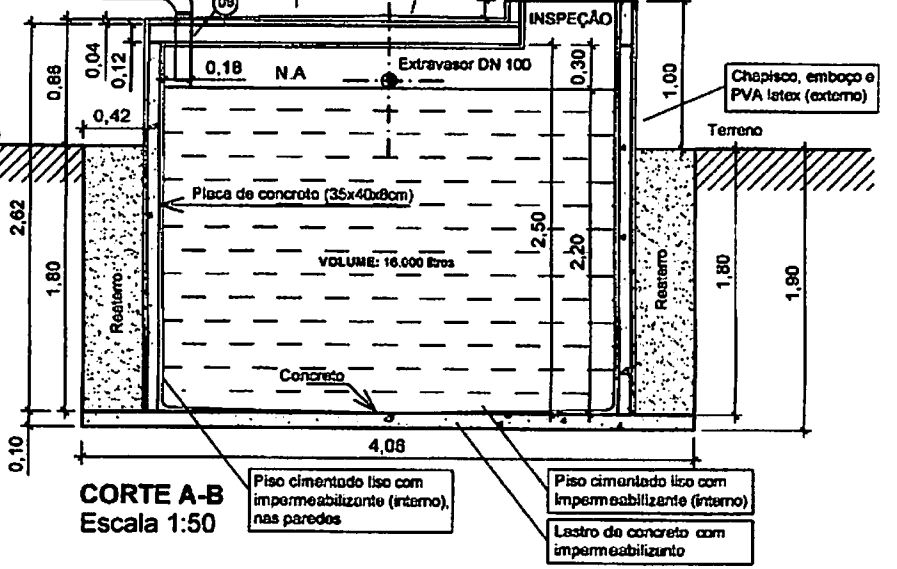 09
INSPEÇÃO
0,04
0,12
0,66
0,18
N.A
Extravasor DN 100
0,30
1,00
Chapisco, emboço e
PVA latex (externo)
0,42
Terreno
Placa de concreto (35x40x8cm)
2,62
2,50
2,20
VOLUME: 16.000 litros
1,80
Reaterro
Reaterro
1,80
1,90
Concreto
0,10
4,08
CORTE A-B
Escala 1:50
Piso cimentado liso com
impermeabilizante (interno),
nas paredes
Piso cimentado liso com
impermeabilizante (interno)
Lastro de concreto com
impermeabilizante